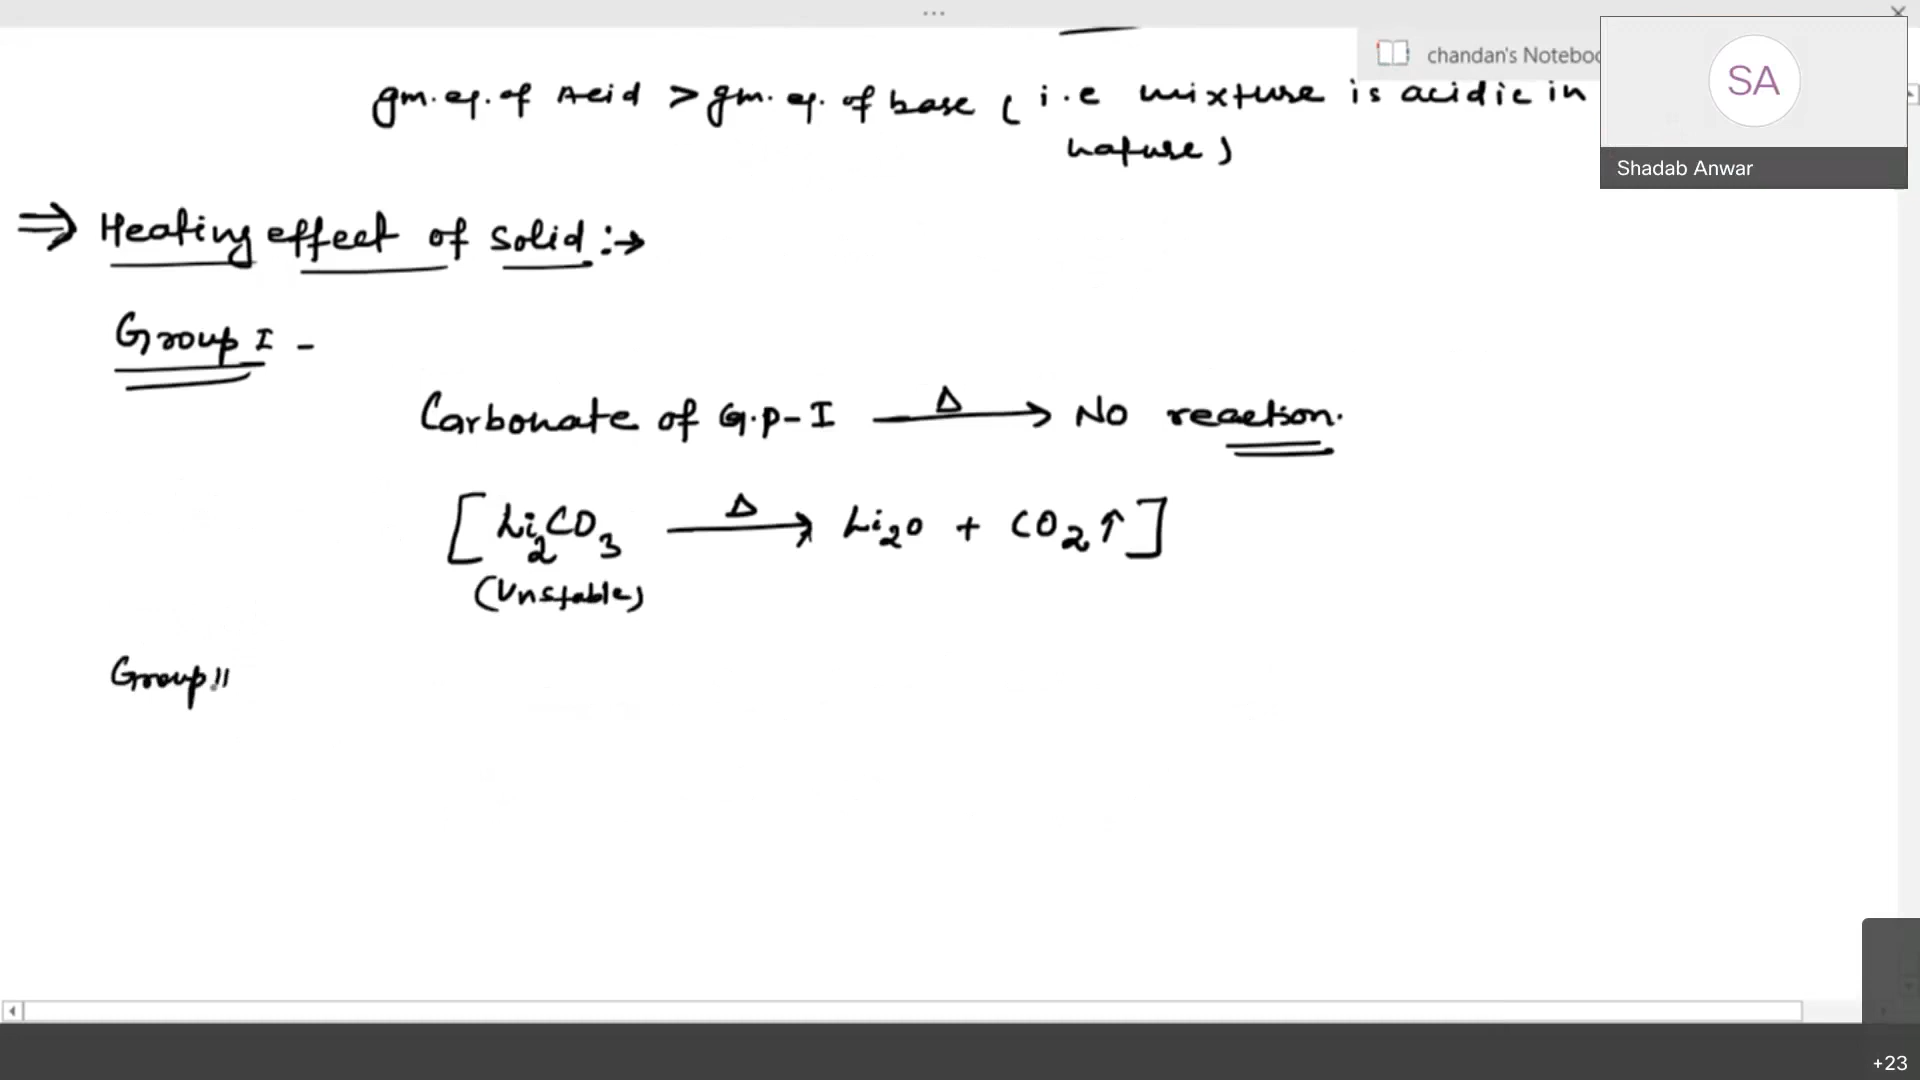 chandan's Noteboo
SA
Shadab Anwar
gm. eq. of Acid > gm. eq. of base ( i.e mixture is acidic in
nature )
⇒ Heating effect of solid :→
Group I -
Carbonate of G.p-I —Δ→ No reaction.
[ Li₂CO₃ —Δ→ Li₂O + CO₂↑ ]
(Unstable)
Group II
+23